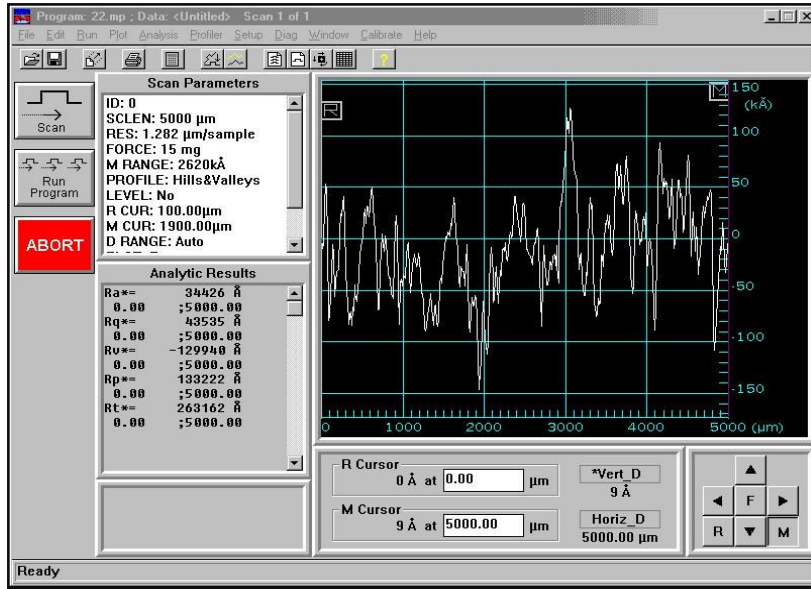 Program: 22.mp ; Data: <Untitled> Scan 1 of 1
File Edit Run Plot Analysis Profiler Setup Diag Window Calibrate Help
Scan
Run
Program
ABORT
Scan Parameters
ID: 0
SCLEN: 5000 µm
RES: 1.282 µm/sample
FORCE: 15 mg
M RANGE: 2620kÅ
PROFILE: Hills&Valleys
LEVEL: No
R CUR: 100.00µm
M CUR: 1900.00µm
D RANGE: Auto
Analytic Results
Ra*= 34426 Å
0.00 ;5000.00
Rq*= 43535 Å
0.00 ;5000.00
Rv*= -129940 Å
0.00 ;5000.00
Rp*= 133222 Å
0.00 ;5000.00
Rt*= 263162 Å
0.00 ;5000.00
R
M
150
(kÅ)
100
50
0
-50
-100
-150
0 1000 2000 3000 4000 5000 (µm)
R Cursor
0 Å at 0.00 µm
M Cursor
9 Å at 5000.00 µm
*Vert_D
9 Å
Horiz_D
5000.00 µm
F
R
M
Ready